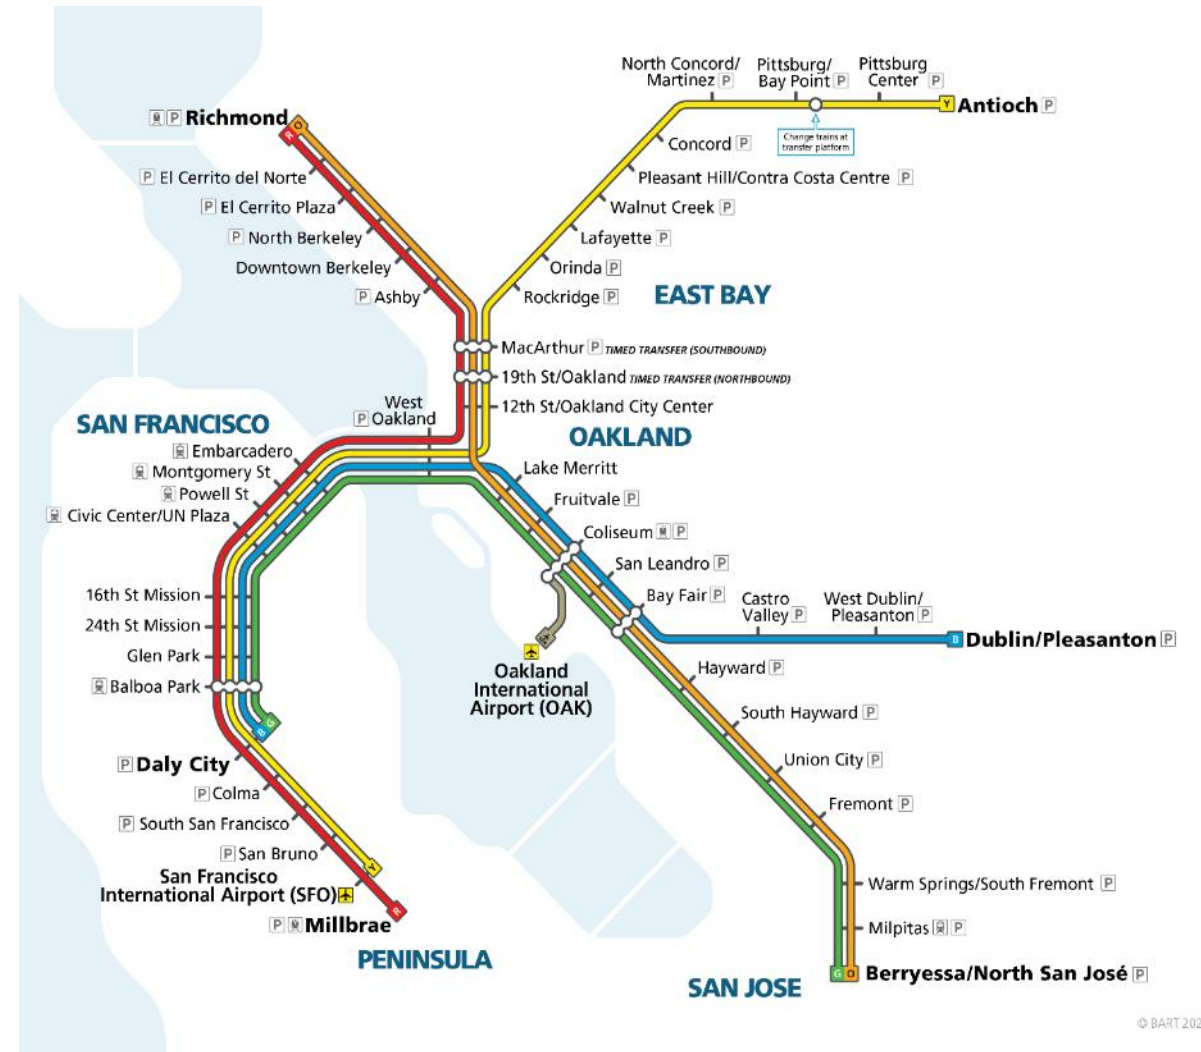 North Concord/
Martinez P
Pittsburg/
Bay Point P
Pittsburg
Center P
P Richmond
O
R
Y Antioch P
Change trains at
transfer platform
Concord P
P El Cerrito del Norte
Pleasant Hill/Contra Costa Centre P
P El Cerrito Plaza
Walnut Creek P
P North Berkeley
Lafayette P
Downtown Berkeley
Orinda P
P Ashby
Rockridge P
EAST BAY
MacArthur P TIMED TRANSFER (SOUTHBOUND)
19th St/Oakland TIMED TRANSFER (NORTHBOUND)
12th St/Oakland City Center
West
P Oakland
SAN FRANCISCO
OAKLAND
Embarcadero
Montgomery St
Powell St
Civic Center/UN Plaza
Lake Merritt
Fruitvale P
Coliseum P
San Leandro P
Bay Fair P
Castro
Valley P
West Dublin/
Pleasanton P
B Dublin/Pleasanton P
16th St Mission
24th St Mission
Glen Park
Balboa Park
Oakland
International
Airport (OAK)
Hayward P
South Hayward P
G
B
P Daly City
Union City P
P Colma
Fremont P
P South San Francisco
P San Bruno
Y
San Francisco
International Airport (SFO)
R
P Millbrae
Warm Springs/South Fremont P
Milpitas P
PENINSULA
G O Berryessa/North San José P
SAN JOSE
© BART 202